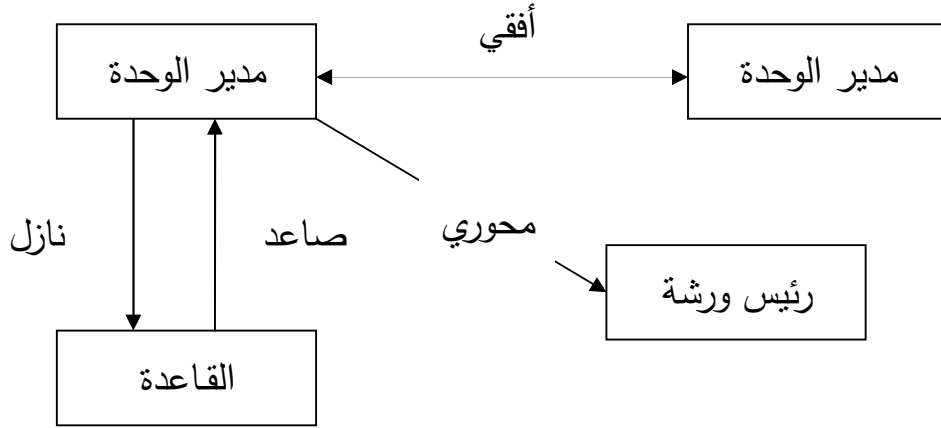 أفقي
مدير الوحدة
مدير الوحدة
محوري
صاعد
نازل
رئيس ورشة
القاعدة